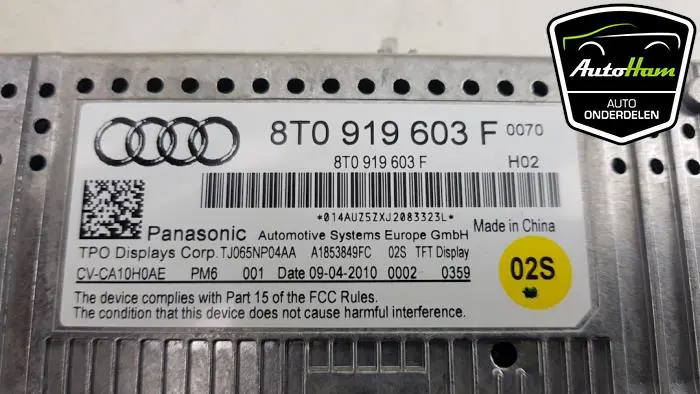 8T0 919 603 F 0070
8T0 919 603 F H02
*014AUZ5ZXJ2083323L*
Panasonic Automotive Systems Europe GmbH
Made in China
TPO Displays Corp. TJ065NP04AA A1853849FC 02S TFT Display
CV-CA10H0AE PM6 001 Date 09-04-2010 0002 0359
02S
The device complies with Part 15 of the FCC Rules.
The condition that this device does not cause harmful interference.
AutoHam
AUTO
ONDERDELEN